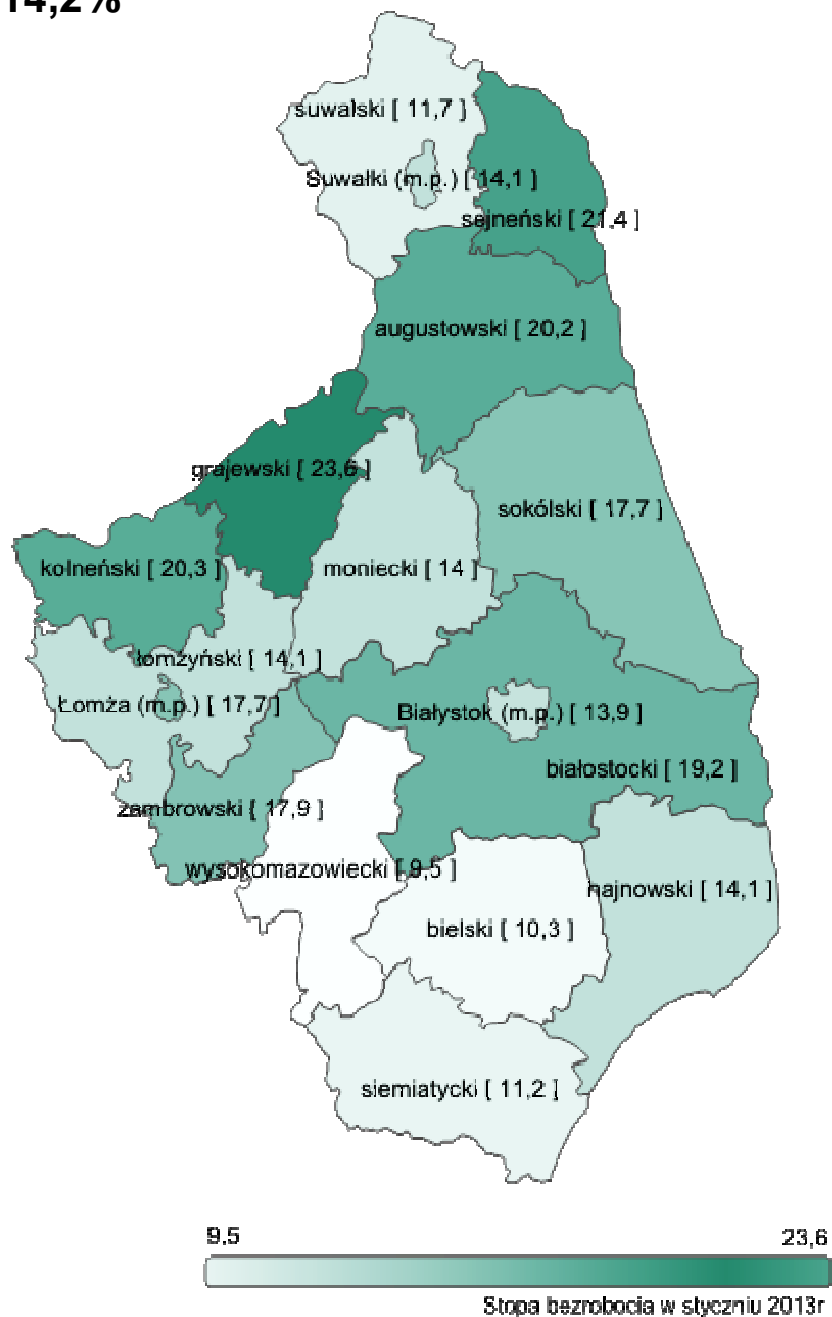 14,2%
suwalski [ 11,7 ]
Suwałki (m.p.) [ 14,1 ]
sejneński [ 21,4 ]
augustowski [ 20,2 ]
grajewski [ 23,6 ]
sokólski [ 17,7 ]
kolneński [ 20,3 ]
moniecki [ 14 ]
łomżyński [ 14,1 ]
Łomża (m.p.) [ 17,7 ]
Białystok (m.p.) [ 13,9 ]
białostocki [ 19,2 ]
zambrowski [ 17,9 ]
wysokomazowiecki [ 9,5 ]
hajnowski [ 14,1 ]
bielski [ 10,3 ]
siemiatycki [ 11,2 ]
9,5
23,6
Stopa bezrobocia w styczniu 2013r